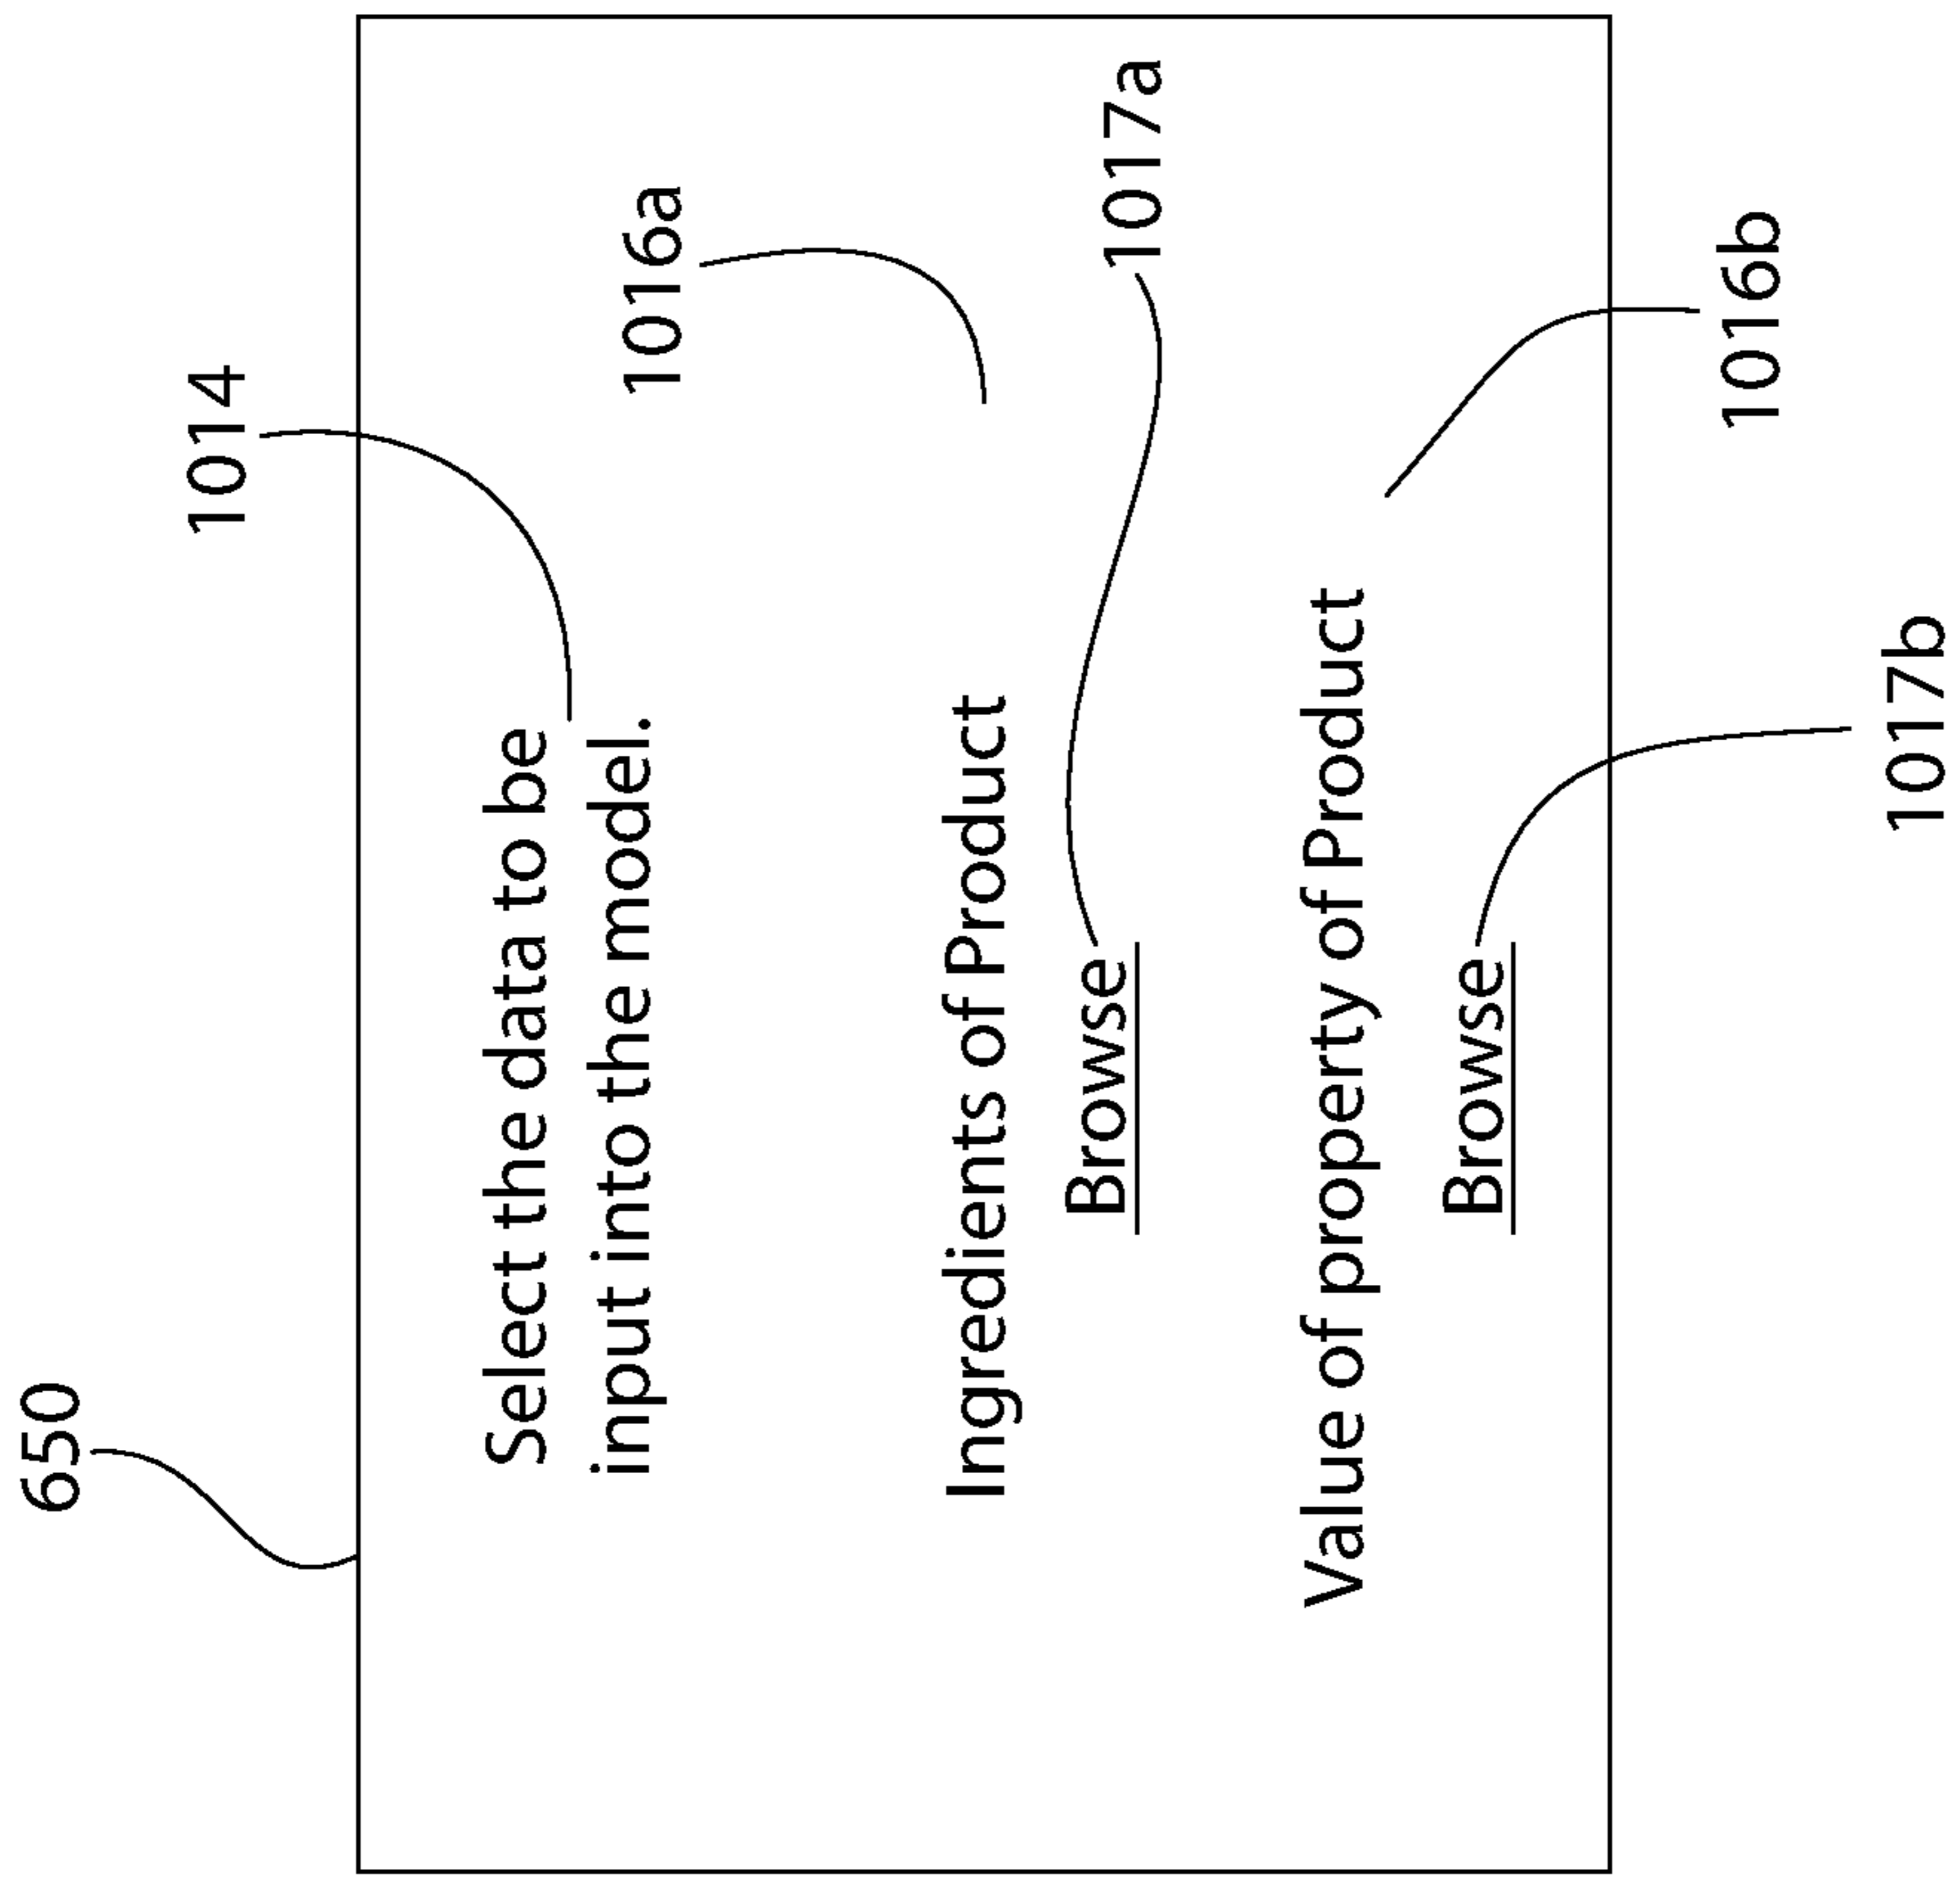 650
1014
Select the data to be
input into the model.
1016a
Ingredients of Product
1017a
Browse
Value of property of Product
1016b
Browse
1017b